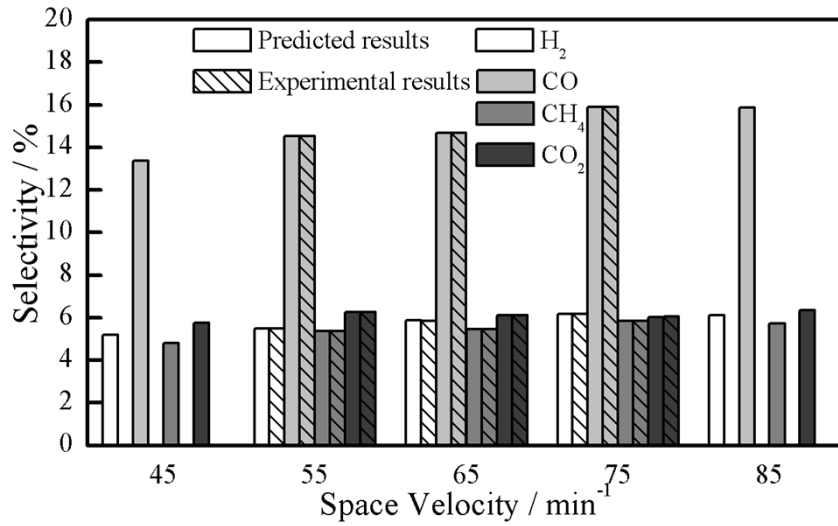 20
18
16
14
12
10
8
6
4
2
0
Selectivity / %
Predicted results
Experimental results
H₂
CO
CH₄
CO₂
45 55 65 75 85
Space Velocity / min⁻¹